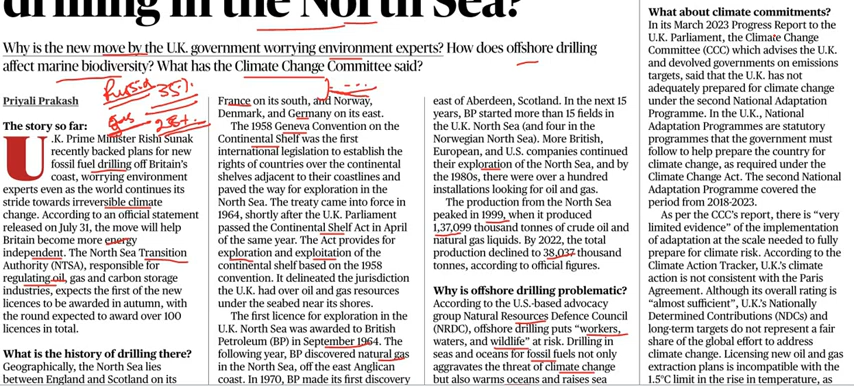 drilling in the North Sea?
Why is the new move by the U.K. government worrying environment experts? How does offshore drilling
affect marine biodiversity? What has the Climate Change Committee said?
Priyali Prakash
Russia 35%.
gas
The story so far:
U.K. Prime Minister Rishi Sunak
recently backed plans for new
fossil fuel drilling off Britain's
coast, worrying environment
experts even as the world continues its
stride towards irreversible climate
change. According to an official statement
released on July 31, the move will help
Britain become more energy
independent. The North Sea Transition
Authority (NTSA), responsible for
regulating oil, gas and carbon storage
industries, expects the first of the new
licences to be awarded in autumn, with
the round expected to award over 100
licences in total.
What is the history of drilling there?
Geographically, the North Sea lies
between England and Scotland on its
France on its south, and Norway,
Denmark, and Germany on its east.
The 1958 Geneva Convention on the
Continental Shelf was the first
international legislation to establish the
rights of countries over the continental
shelves adjacent to their coastlines and
paved the way for exploration in the
North Sea. The treaty came into force in
1964, shortly after the U.K. Parliament
passed the Continental Shelf Act in April
of the same year. The Act provides for
exploration and exploitation of the
continental shelf based on the 1958
convention. It delineated the jurisdiction
the U.K. had over oil and gas resources
under the seabed near its shores.
The first licence for exploration in the
U.K. North Sea was awarded to British
Petroleum (BP) in September 1964. The
following year, BP discovered natural gas
in the North Sea, off the east Anglican
coast. In 1970, BP made its first discovery
east of Aberdeen, Scotland. In the next 15
years, BP started more than 15 fields in
the U.K. North Sea (and four in the
Norwegian North Sea). More British,
European, and U.S. companies continued
their exploration of the North Sea, and by
the 1980s, there were over a hundred
installations looking for oil and gas.
The production from the North Sea
peaked in 1999, when it produced
1,37,099 thousand tonnes of crude oil and
natural gas liquids. By 2022, the total
production declined to 38,037 thousand
tonnes, according to official figures.
Why is offshore drilling problematic?
According to the U.S.-based advocacy
group Natural Resources Defence Council
(NRDC), offshore drilling puts "workers,
waters, and wildlife" at risk. Drilling in
seas and oceans for fossil fuels not only
aggravates the threat of climate change
but also warms oceans and raises sea
What about climate commitments?
In its March 2023 Progress Report to the
U.K. Parliament, the Climate Change
Committee (CCC) which advises the U.K.
and devolved governments on emissions
targets, said that the U.K. has not
adequately prepared for climate change
under the second National Adaptation
Programme. In the U.K., National
Adaptation Programmes are statutory
programmes that the government must
follow to help prepare the country for
climate change, as required under the
Climate Change Act. The second National
Adaptation Programme covered the
period from 2018-2023.
As per the CCC's report, there is "very
limited evidence" of the implementation
of adaptation at the scale needed to fully
prepare for climate risk. According to the
Climate Action Tracker, U.K.'s climate
action is not consistent with the Paris
Agreement. Although its overall rating is
"almost sufficient", U.K.'s Nationally
Determined Contributions (NDCs) and
long-term targets do not represent a fair
share of the global effort to address
climate change. Licensing new oil and gas
extraction plans is incompatible with the
1.5°C limit in the rise in temperature, as